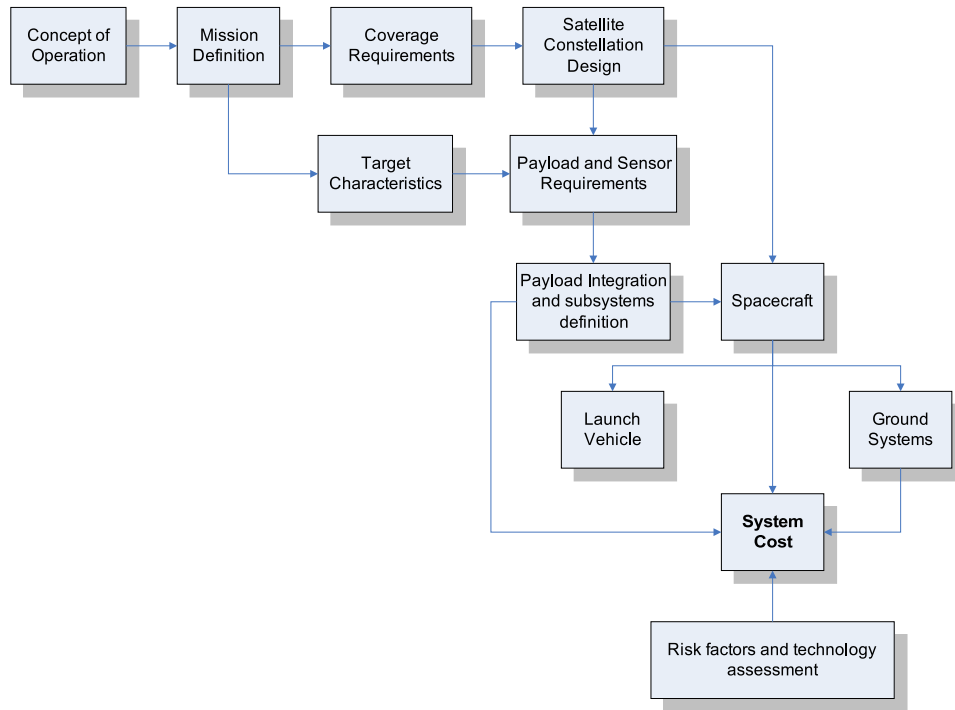 Concept of
Operation
Mission
Definition
Coverage
Requirements
Satellite
Constellation
Design
Target
Characteristics
Payload and Sensor
Requirements
Payload Integration
and subsystems
definition
Spacecraft
Launch
Vehicle
Ground
Systems
System
Cost
Risk factors and technology
assessment